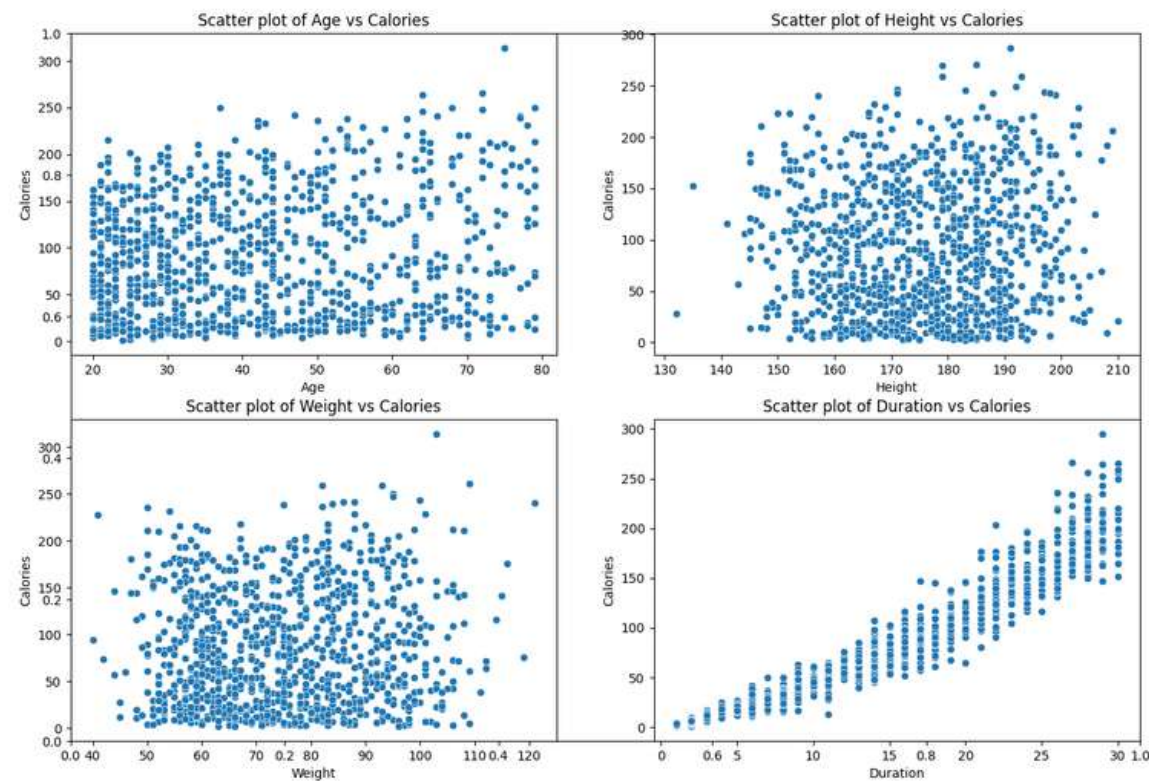 Scatter plot of Age vs Calories
1.0
300
250
200
0.8
150
100
50
0.6
0
Calories
20 30 40 50 60 70 80
Age
Scatter plot of Height vs Calories
300
250
200
150
100
50
0
Calories
130 140 150 160 170 180 190 200 210
Height
Scatter plot of Weight vs Calories
300
0.4
250
200
150
0.2
100
50
0
0.0
Calories
0.0 40 50 60 70 0.2 80 90 100 110 0.4 120
Weight
Scatter plot of Duration vs Calories
300
250
200
150
100
50
0
Calories
0 0.6 5 10 15 0.8 20 25 30 1.0
Duration